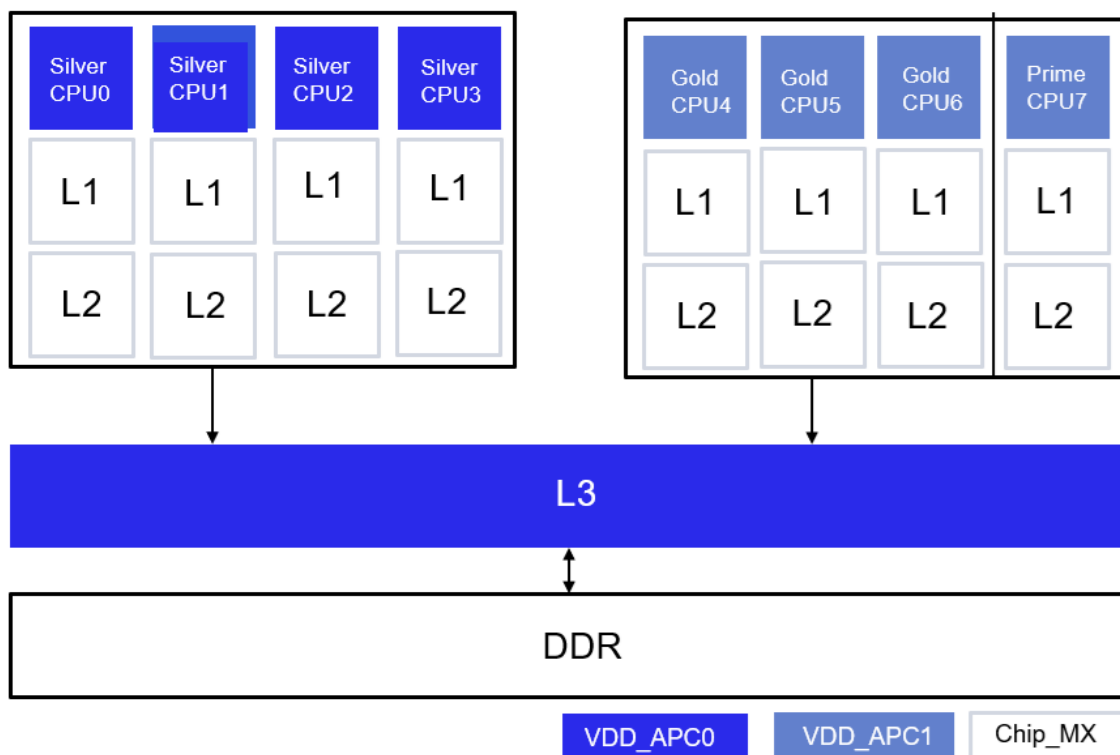 Silver
CPU0
Silver
CPU1
Silver
CPU2
Silver
CPU3
Gold
CPU4
Gold
CPU5
Gold
CPU6
Prime
CPU7
L1
L1
L1
L1
L1
L1
L1
L1
L2
L2
L2
L2
L2
L2
L2
L2
L3
DDR
VDD_APC0
VDD_APC1
Chip_MX